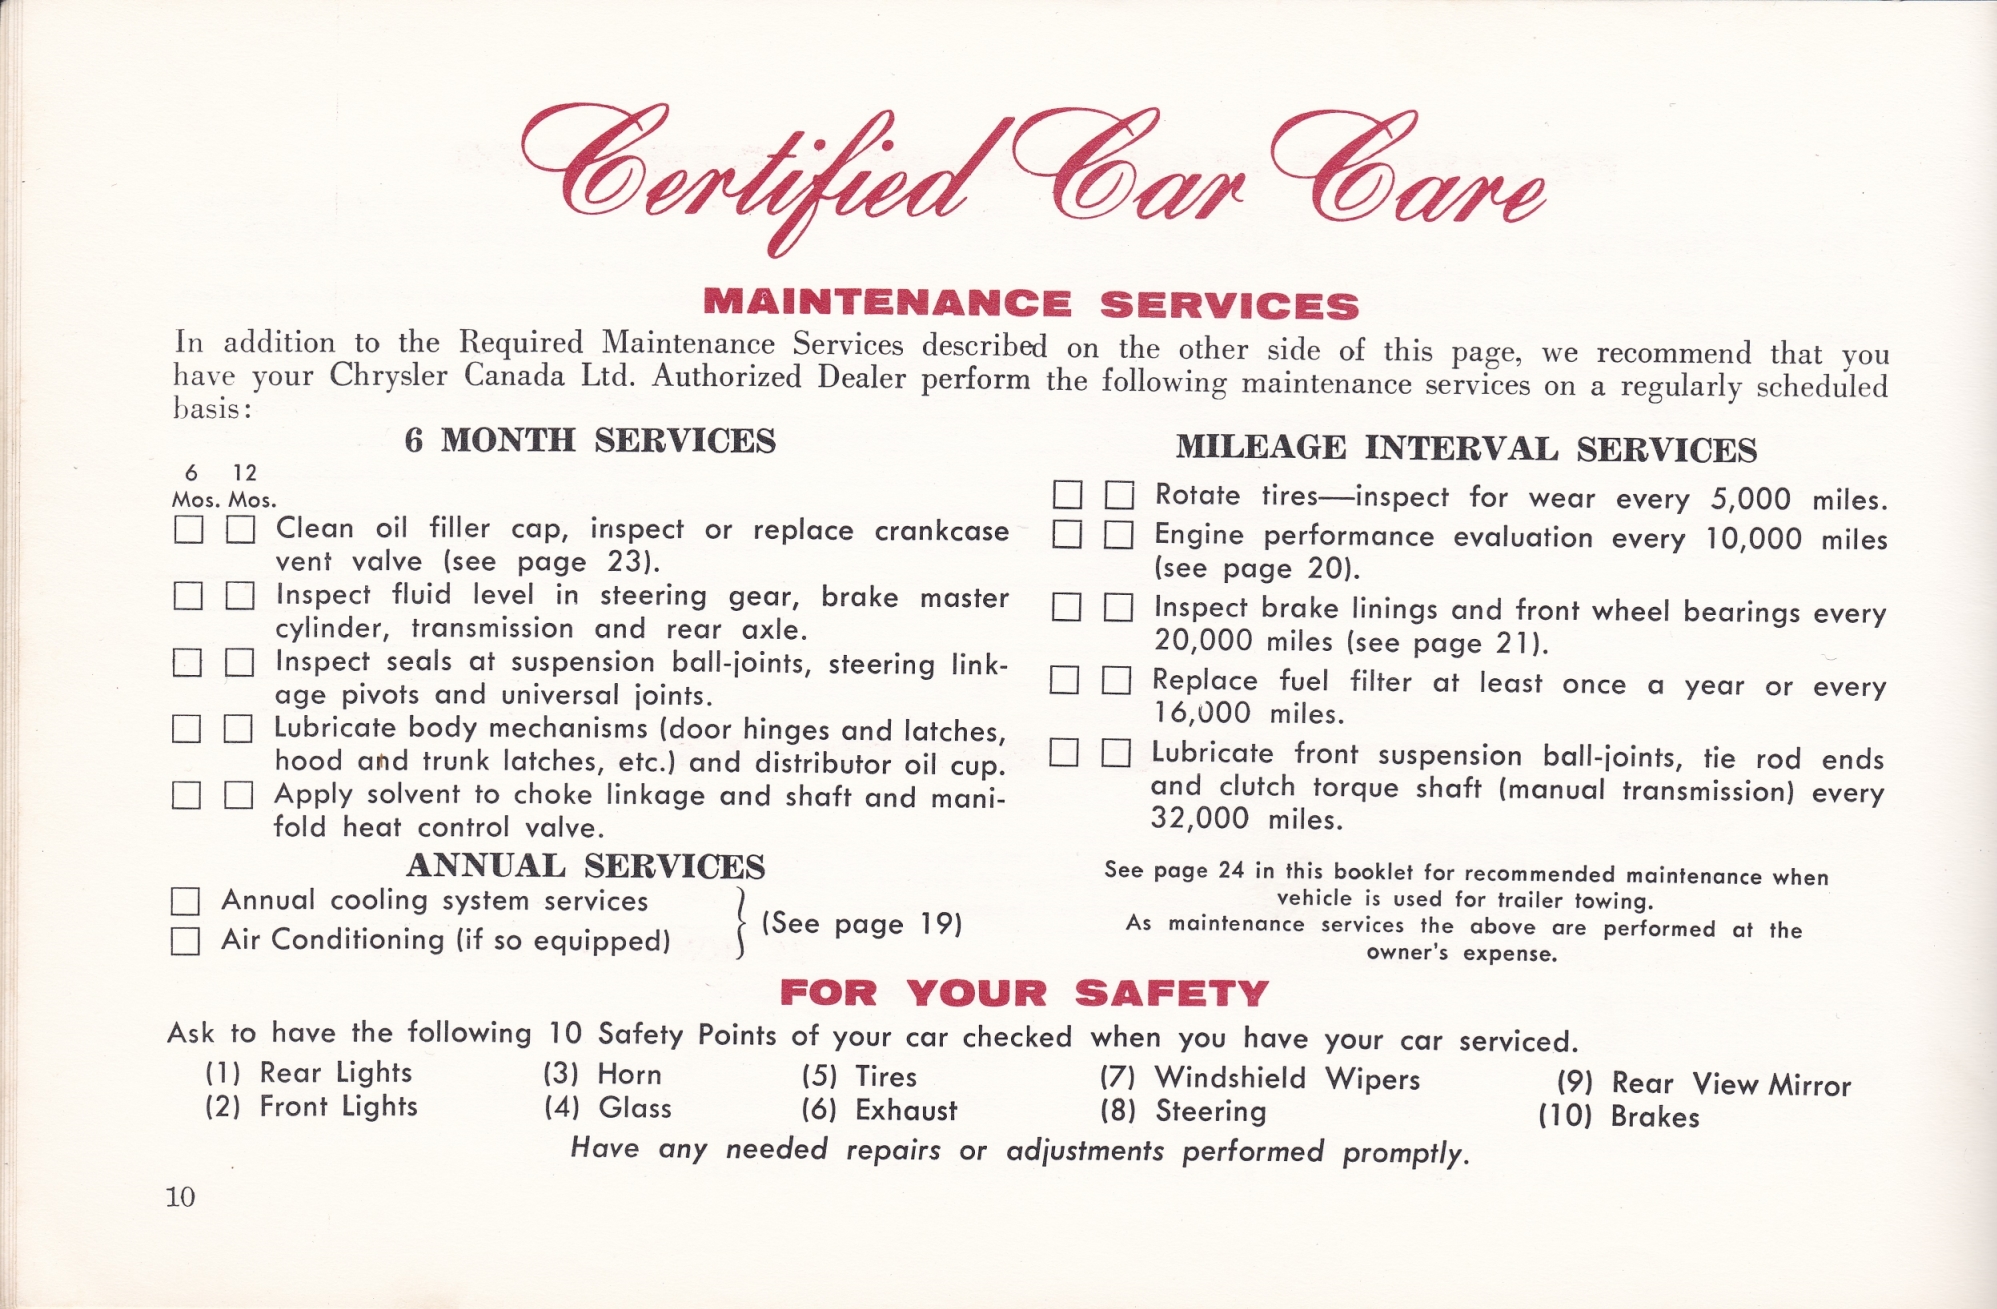 Certified Car Care
MAINTENANCE SERVICES
In addition to the Required Maintenance Services described on the other side of this page, we recommend that you
have your Chrysler Canada Ltd. Authorized Dealer perform the following maintenance services on a regularly scheduled
basis:
6 MONTH SERVICES
6 12
Mos. Mos.
Clean oil filler cap, inspect or replace crankcase
vent valve (see page 23).
Inspect fluid level in steering gear, brake master
cylinder, transmission and rear axle.
Inspect seals at suspension ball-joints, steering link-
age pivots and universal joints.
Lubricate body mechanisms (door hinges and latches,
hood and trunk latches, etc.) and distributor oil cup.
Apply solvent to choke linkage and shaft and mani-
fold heat control valve.
ANNUAL SERVICES
Annual cooling system services
Air Conditioning (if so equipped)
(See page 19)
MILEAGE INTERVAL SERVICES
Rotate tires—inspect for wear every 5,000 miles.
Engine performance evaluation every 10,000 miles
(see page 20).
Inspect brake linings and front wheel bearings every
20,000 miles (see page 21).
Replace fuel filter at least once a year or every
16,000 miles.
Lubricate front suspension ball-joints, tie rod ends
and clutch torque shaft (manual transmission) every
32,000 miles.
See page 24 in this booklet for recommended maintenance when
vehicle is used for trailer towing.
As maintenance services the above are performed at the
owner's expense.
FOR YOUR SAFETY
Ask to have the following 10 Safety Points of your car checked when you have your car serviced.
(1) Rear Lights (3) Horn (5) Tires (7) Windshield Wipers (9) Rear View Mirror
(2) Front Lights (4) Glass (6) Exhaust (8) Steering (10) Brakes
Have any needed repairs or adjustments performed promptly.
10